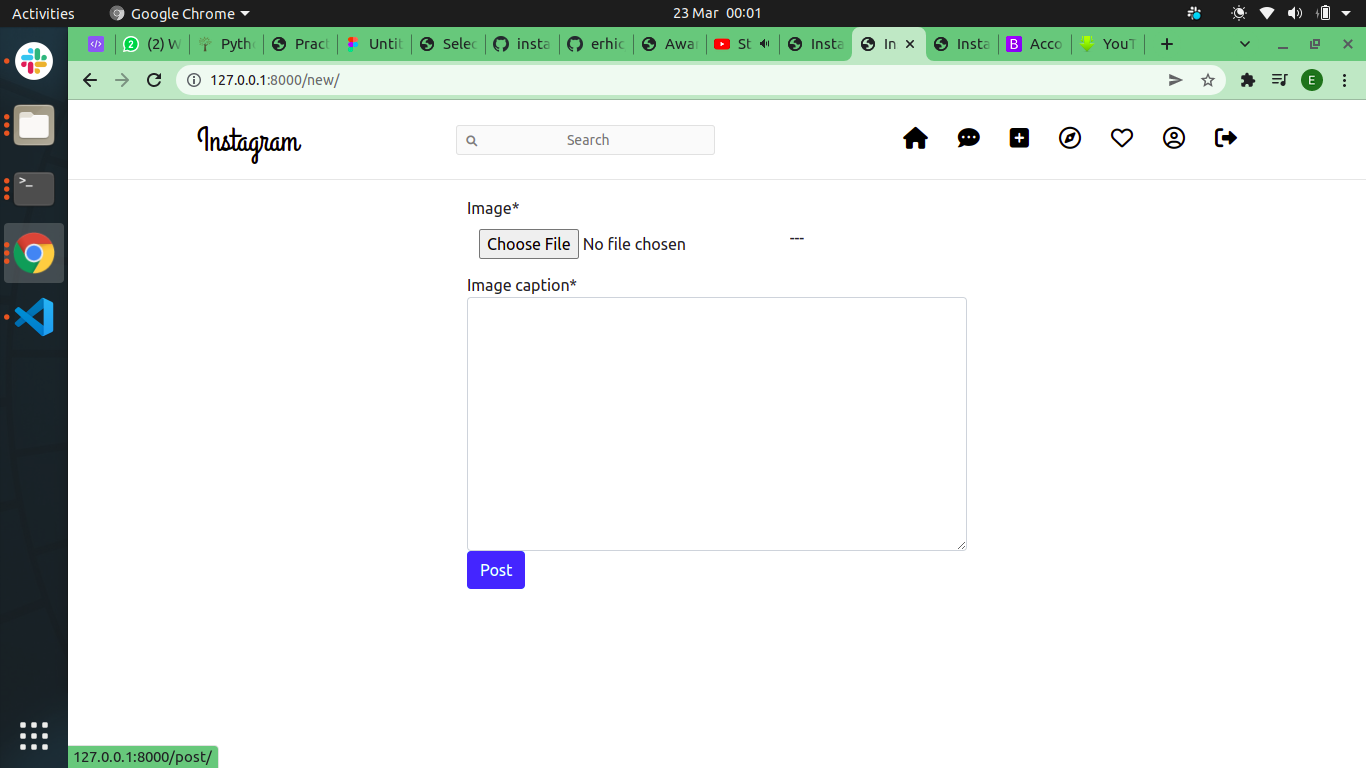 Activities
Google Chrome
23 Mar 00:01
(2) W
Pyth
Pract
Untit
Selec
insta
erhic
Awar
St
Insta
In
Insta
B
Acco
YouT
127.0.0.1:8000/new/
E
Instagram
Search
Image*
Choose File No file chosen
---
Image caption*
Post
127.0.0.1:8000/post/